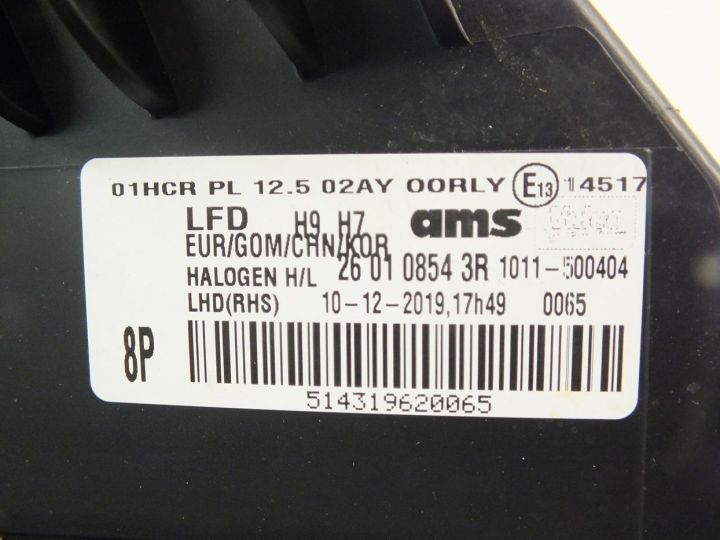 01HCR PL 12.5 02AY 00RLY E13 14517
LFD H9 H7 ams
EUR/GOM/CHN/KOR
HALOGEN H/L 26 01 0854 3R 1011-500404
LHD(RHS) 10-12-2019,17h49 0065
8P
514319620065